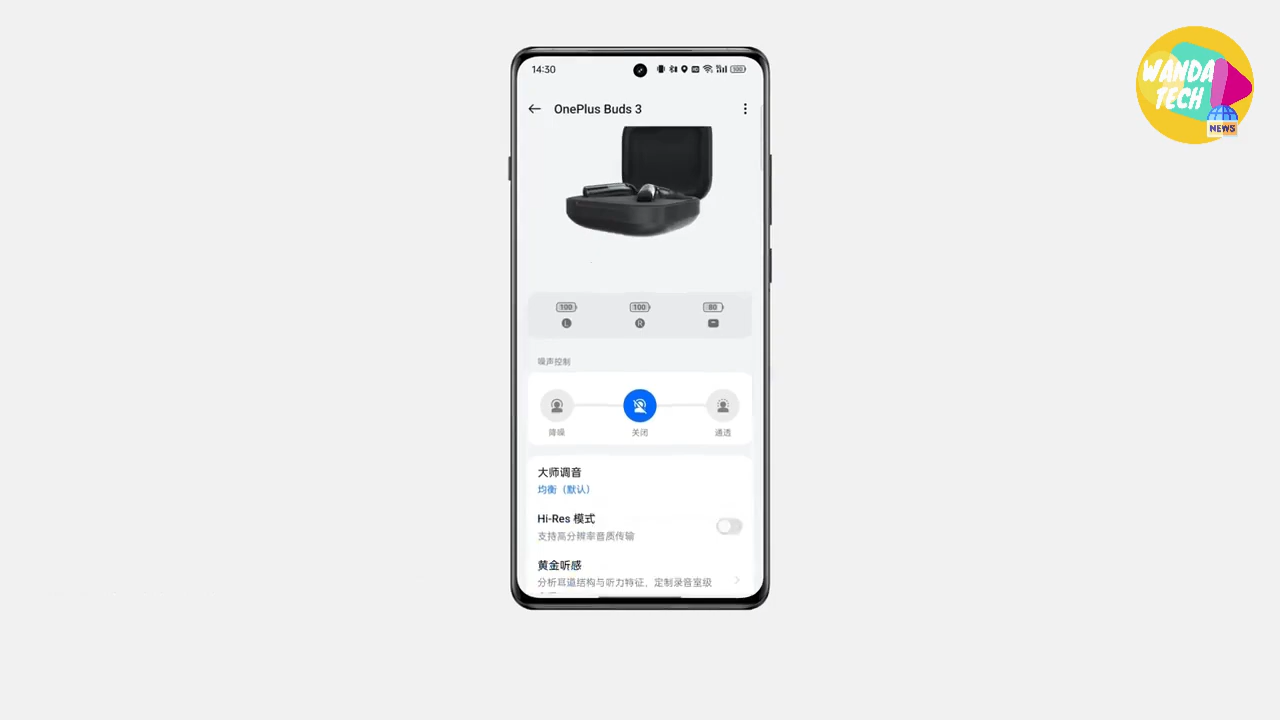 WANDA
TECH
NEWS
14:30
100
OnePlus Buds 3
100
100
80
L
R
噪声控制
降噪
关闭
通透
大师调音
均衡（默认）
Hi-Res 模式
支持高分辨率音质传输
黄金听感
分析耳道结构与听力特征，定制录音室级